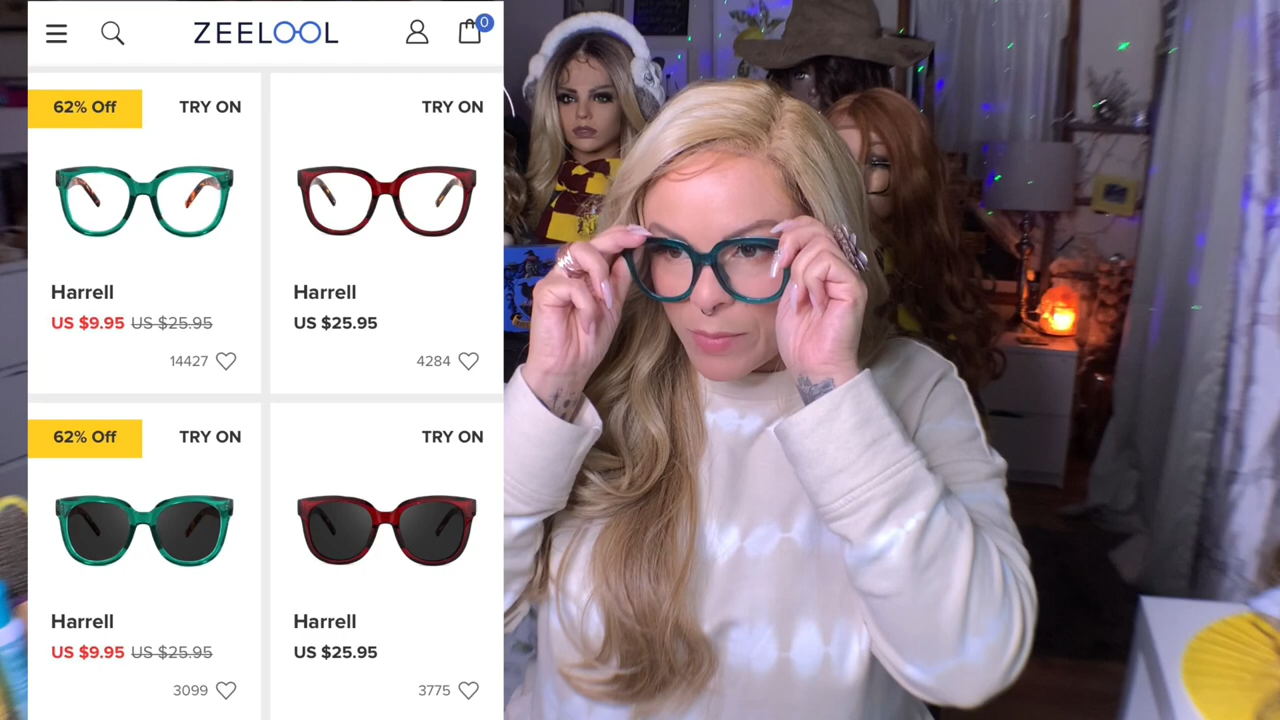 ZEELOOL
0
62% Off
TRY ON
TRY ON
Harrell
Harrell
US $9.95 US $25.95
US $25.95
14427
4284
62% Off
TRY ON
TRY ON
Harrell
Harrell
US $9.95 US $25.95
US $25.95
3099
3775